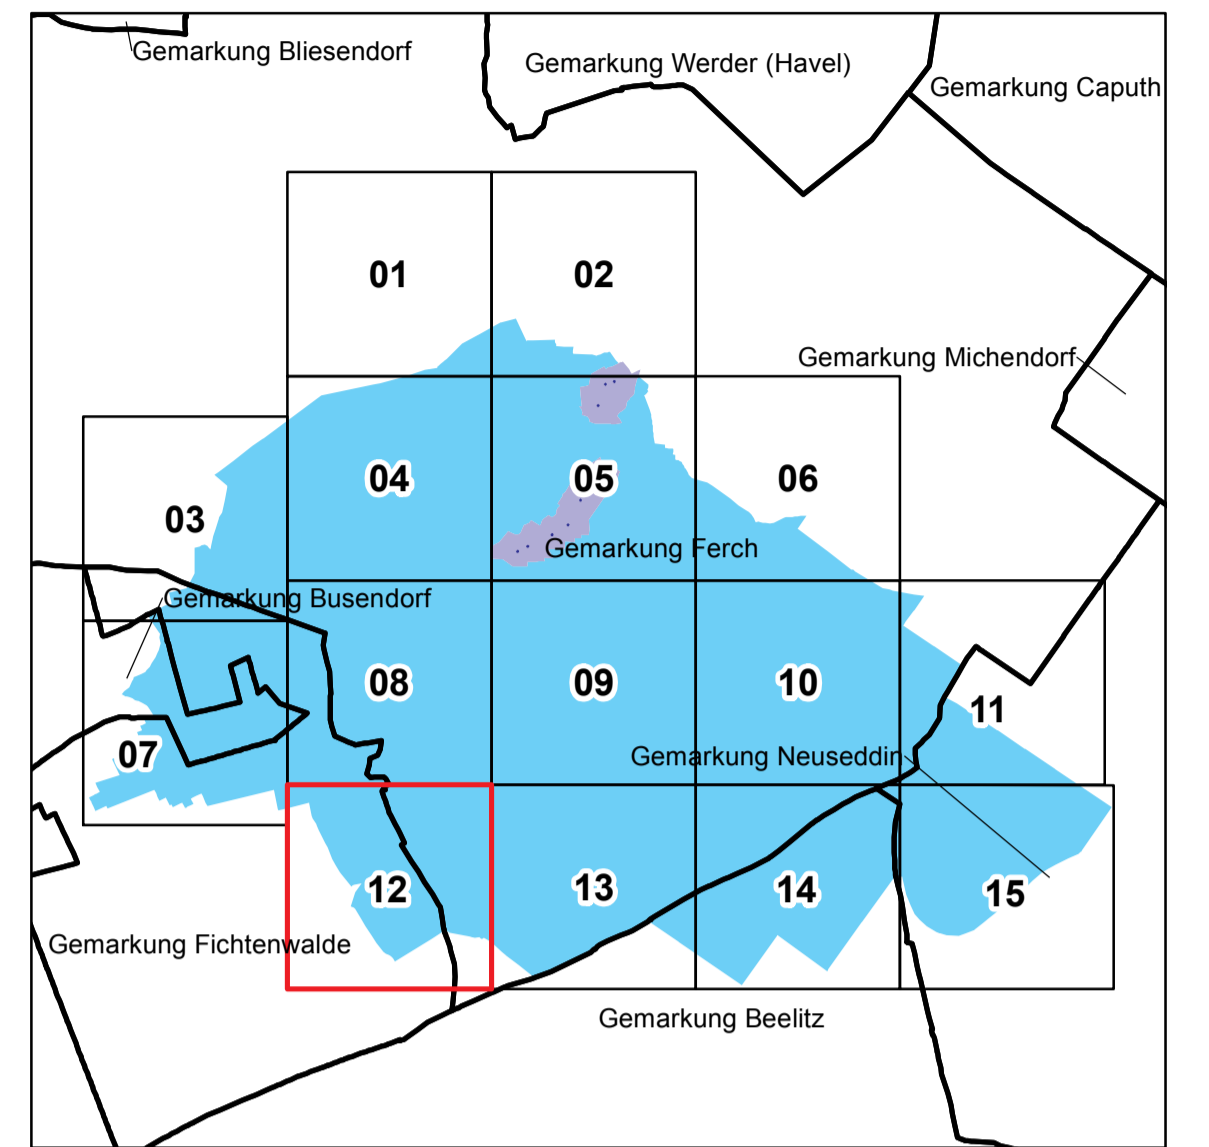 Gemarkung Bliesendorf
Gemarkung Werder (Havel)
Gemarkung Caputh
01
02
Gemarkung Michendorf
04
05
06
03
Gemarkung Ferch
Gemarkung Busendorf
08
09
10
11
07
Gemarkung Neuseddin
12
13
14
15
Gemarkung Fichtenwalde
Gemarkung Beelitz